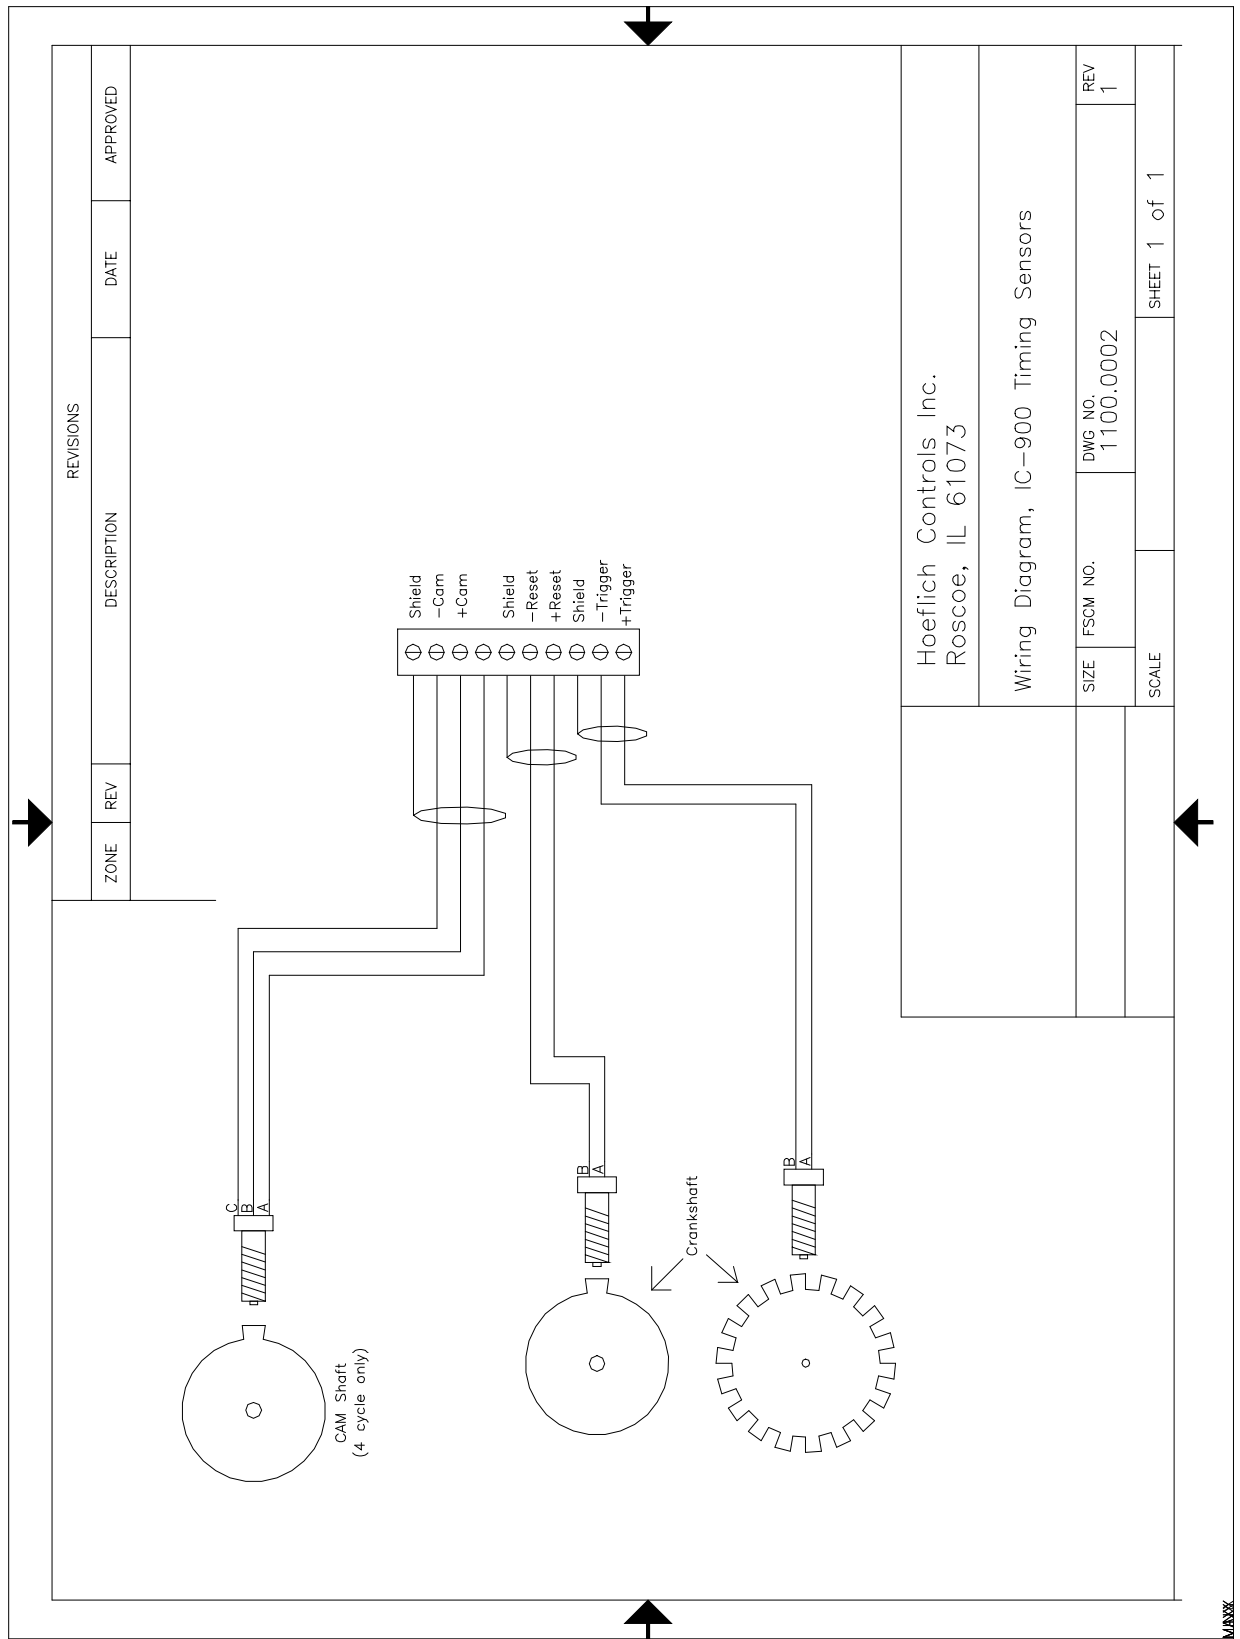 REVISIONS
ZONE REV DESCRIPTION DATE APPROVED
Shield
-Cam
+Cam
Shield
-Reset
+Reset
Shield
-Trigger
+Trigger
C
B
A
B
A
B
A
CAM Shaft
(4 cycle only)
Crankshaft
Hoeflich Controls Inc.
Roscoe, IL 61073
Wiring Diagram, IC-900 Timing Sensors
SIZE FSCM NO. DWG NO. REV
1100.0002 1
SCALE SHEET 1 of 1